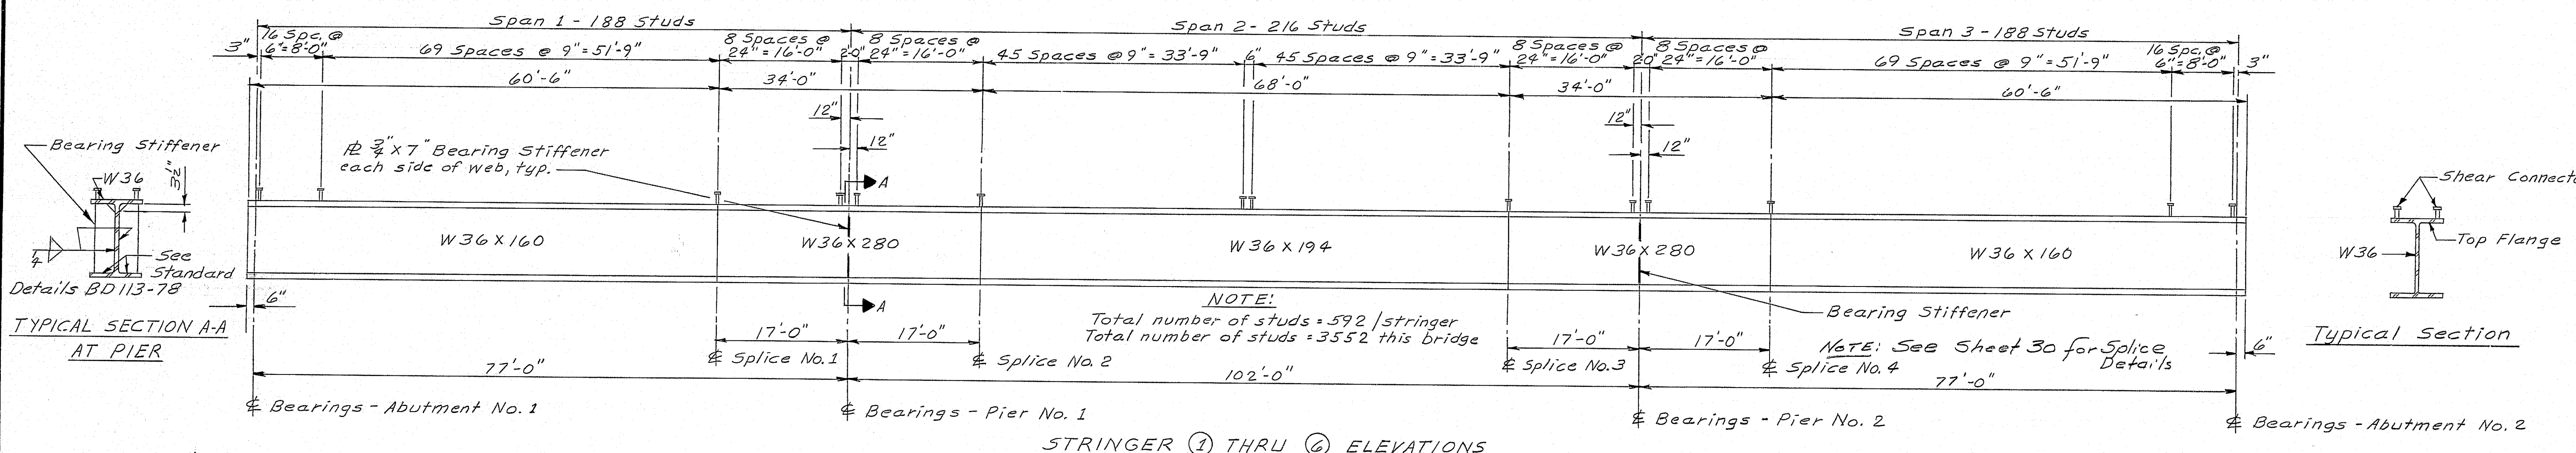 Span 1 - 188 Studs
Span 2 - 216 Studs
Span 3 - 188 Studs
3"
16 Spc. @
6"=8'-0"
69 Spaces @ 9"=51'-9"
8 Spaces @
24"=16'-0"
2'-0"
8 Spaces @
24"=16'-0"
45 Spaces @ 9"=33'-9"
6"
45 Spaces @ 9"=33'-9"
8 Spaces @
24"=16'-0"
2'-0"
8 Spaces @
24"=16'-0"
69 Spaces @ 9"=51'-9"
16 Spc. @
6"=8'-0"
3"
60'-6"
34'-0"
68'-0"
34'-0"
60'-6"
12"
12"
12"
12"
Bearing Stiffener
W36
3½"
¼
See
Standard
Details BD113-78
TYPICAL SECTION A-A
AT PIER
℄ ¾" X 7" Bearing Stiffener
each side of web, typ.
A
A
W36 X 160
W36 X 280
W36 X 194
W36 X 280
W36 X 160
6"
NOTE:
Total number of studs = 592 / stringer
Total number of studs = 3552 this bridge
Bearing Stiffener
17'-0"
17'-0"
17'-0"
17'-0"
℄ Splice No. 1
℄ Splice No. 2
℄ Splice No. 3
℄ Splice No. 4
NOTE: See Sheet 30 for Splice
Details
6"
77'-0"
102'-0"
77'-0"
℄ Bearings - Abutment No. 1
℄ Bearings - Pier No. 1
℄ Bearings - Pier No. 2
℄ Bearings - Abutment No. 2
STRINGER ① THRU ⑥ ELEVATIONS
Shear Connect
Top Flange
W36
Typical Section